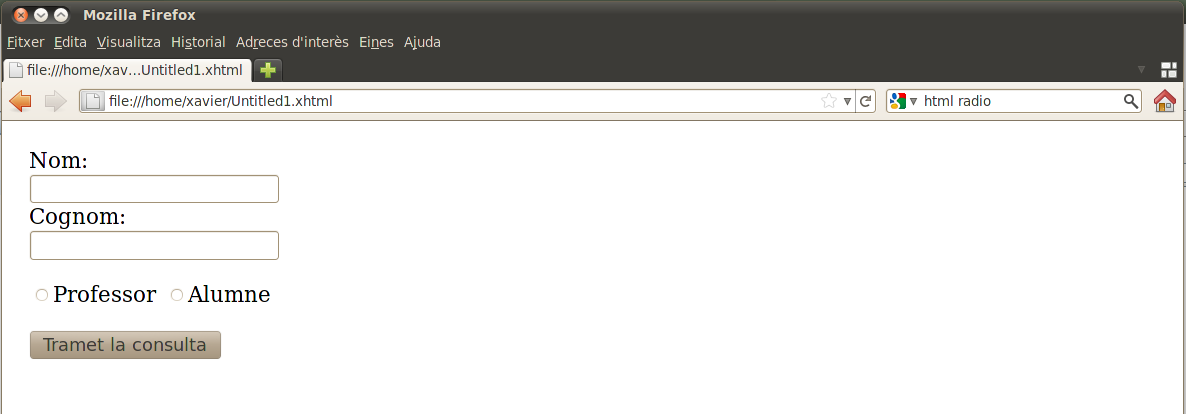 Mozilla Firefox
Fitxer Edita Visualitza Historial Adreces d'interès Eines Ajuda
file:///home/xav...Untitled1.xhtml
file:///home/xavier/Untitled1.xhtml
html radio
Nom:
Cognom:
Professor Alumne
Tramet la consulta